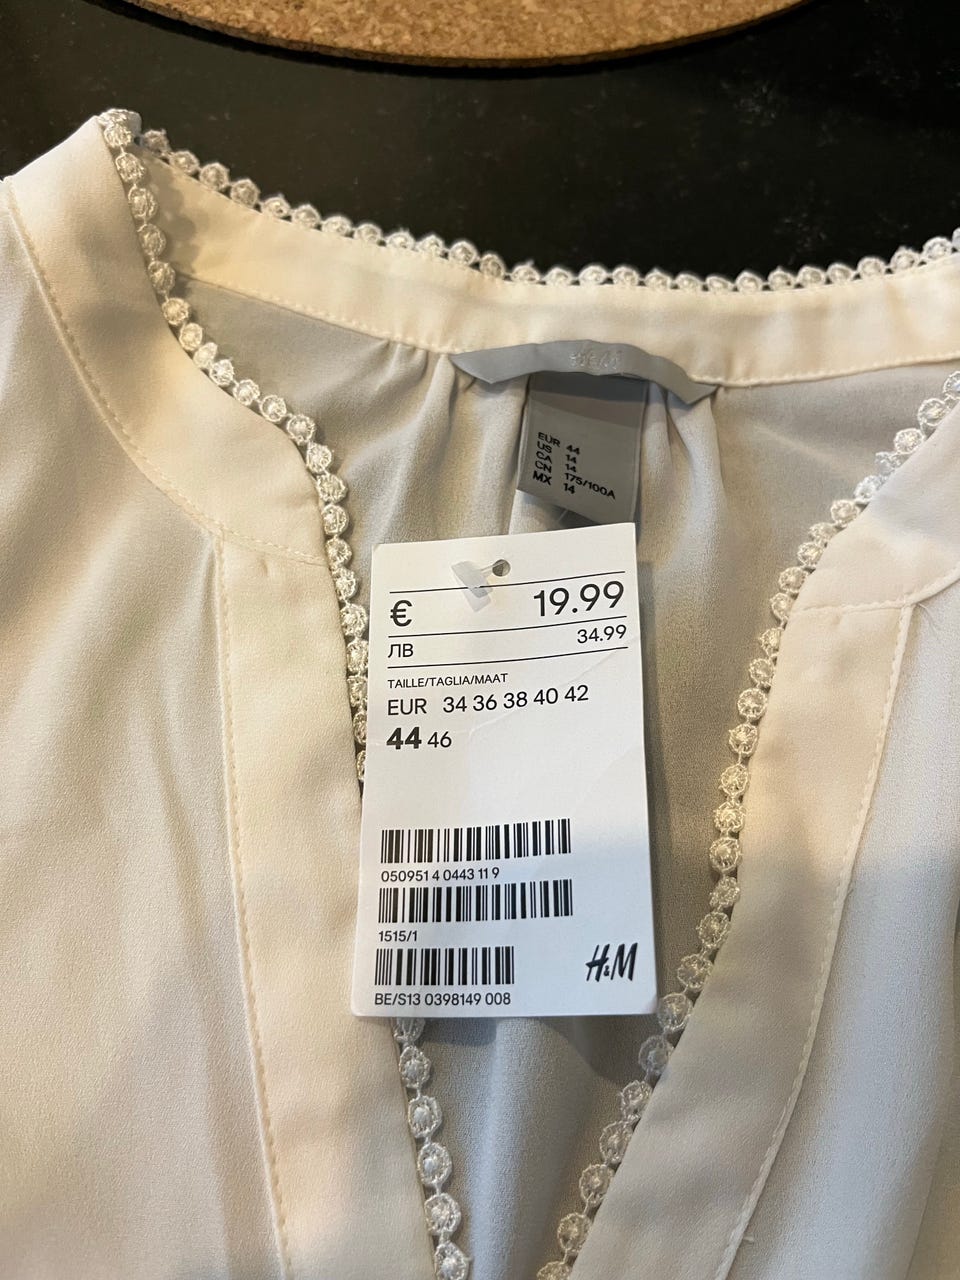 H&M
EUR 44
US 14
CA 14
CN 175/100A
MX 14
€ 19.99
ЛВ 34.99
TAILLE/TAGLIA/MAAT
EUR 34 36 38 40 42
44 46
050951 4 0443 11 9
1515/1
H&M
BE/S13 0398149 008